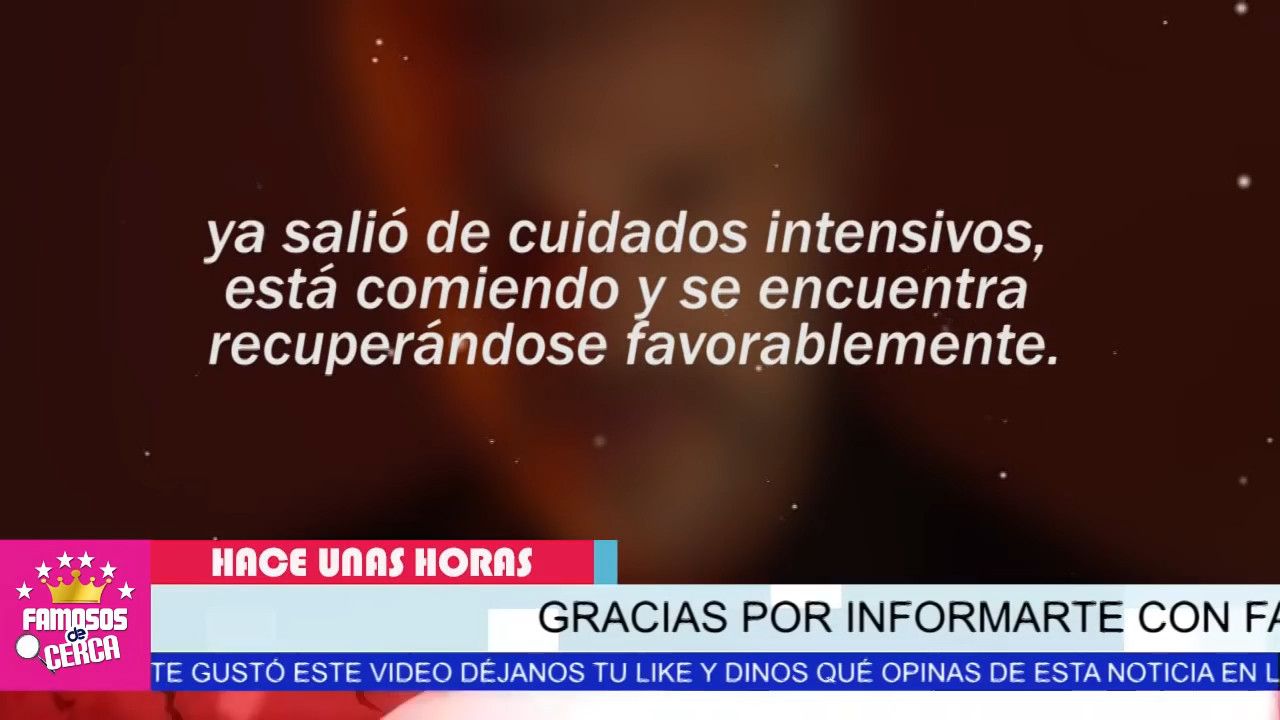 ya salió de cuidados intensivos,
está comiendo y se encuentra
recuperándose favorablemente.
HACE UNAS HORAS
FAMOSOS
de
CERCA
GRACIAS POR INFORMARTE CON FA
TE GUSTÓ ESTE VIDEO DÉJANOS TU LIKE Y DINOS QUÉ OPINAS DE ESTA NOTICIA EN L